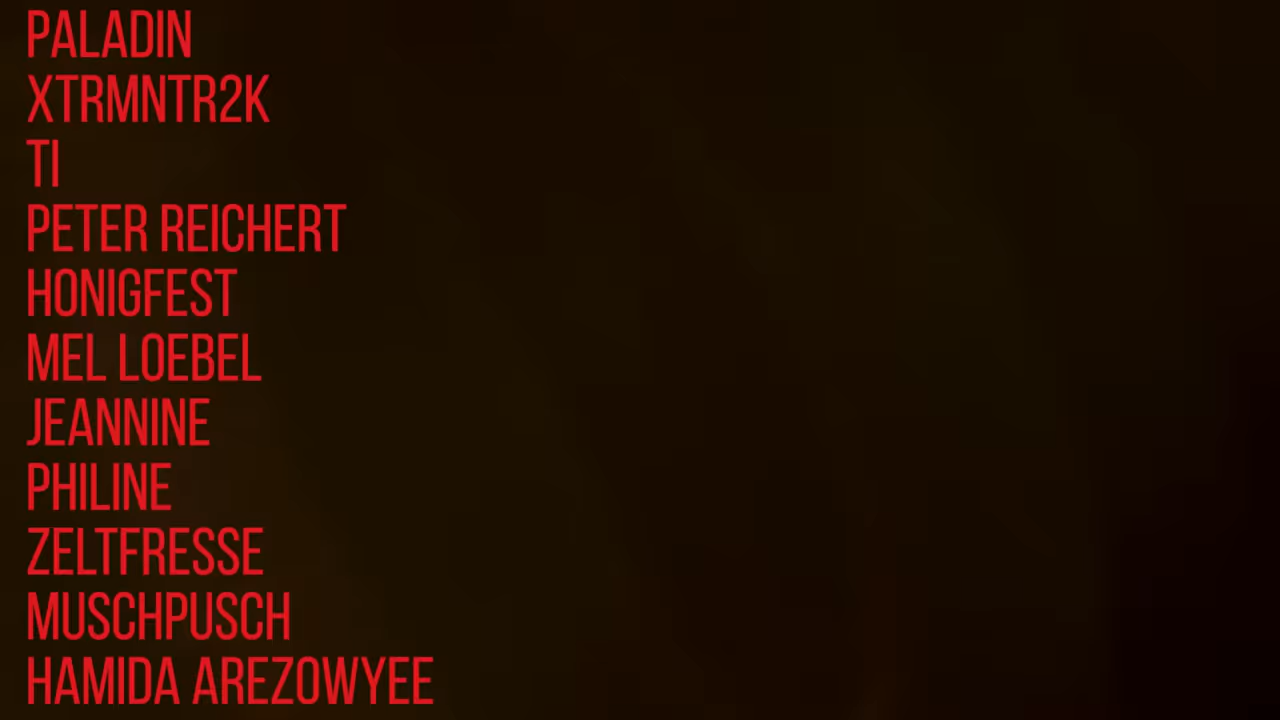 PALADIN
XTRMNTR2K
TI
PETER REICHERT
HONIGFEST
MEL LOEBEL
JEANNINE
PHILINE
ZELTFRESSE
MUSCHPUSCH
HAMIDA AREZOWYEE